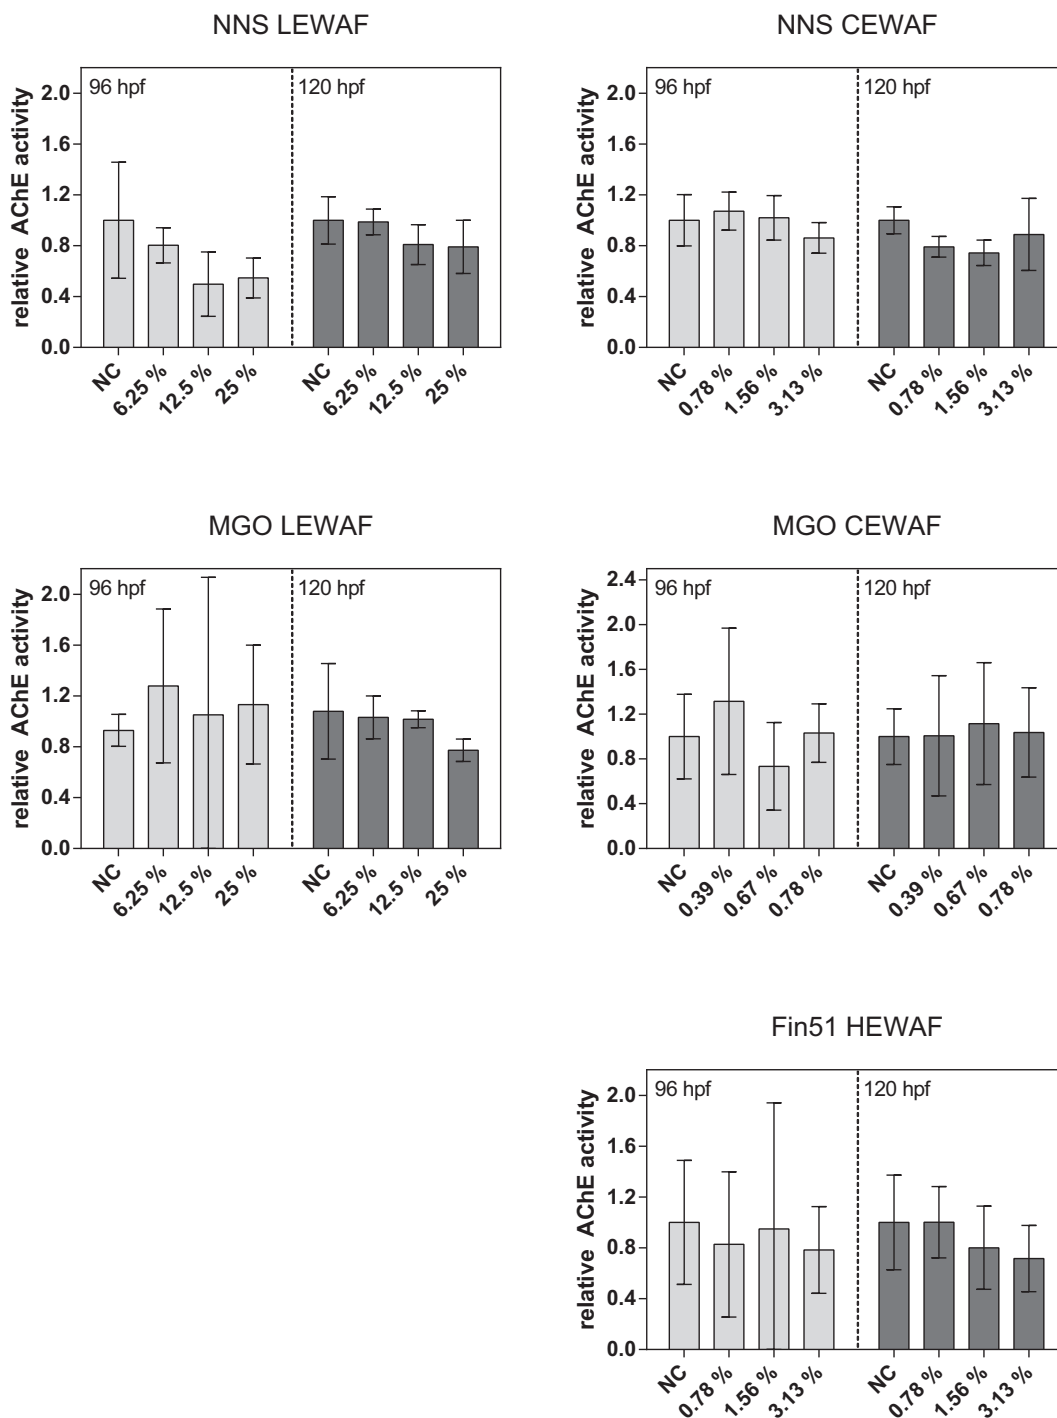 NNS LEWAF
relative AChE activity
2.0
1.6
1.2
0.8
0.4
0.0
96 hpf
120 hpf
NC
6.25 %
12.5 %
25 %
NC
6.25 %
12.5 %
25 %
NNS CEWAF
relative AChE activity
2.0
1.6
1.2
0.8
0.4
0.0
96 hpf
120 hpf
NC
0.78 %
1.56 %
3.13 %
NC
0.78 %
1.56 %
3.13 %
MGO LEWAF
relative AChE activity
2.0
1.6
1.2
0.8
0.4
0.0
96 hpf
120 hpf
NC
6.25 %
12.5 %
25 %
NC
6.25 %
12.5 %
25 %
MGO CEWAF
relative AChE activity
2.4
2.0
1.6
1.2
0.8
0.4
0.0
96 hpf
120 hpf
NC
0.39 %
0.67 %
0.78 %
NC
0.39 %
0.67 %
0.78 %
Fin51 HEWAF
relative AChE activity
2.0
1.6
1.2
0.8
0.4
0.0
96 hpf
120 hpf
NC
0.78 %
1.56 %
3.13 %
NC
0.78 %
1.56 %
3.13 %